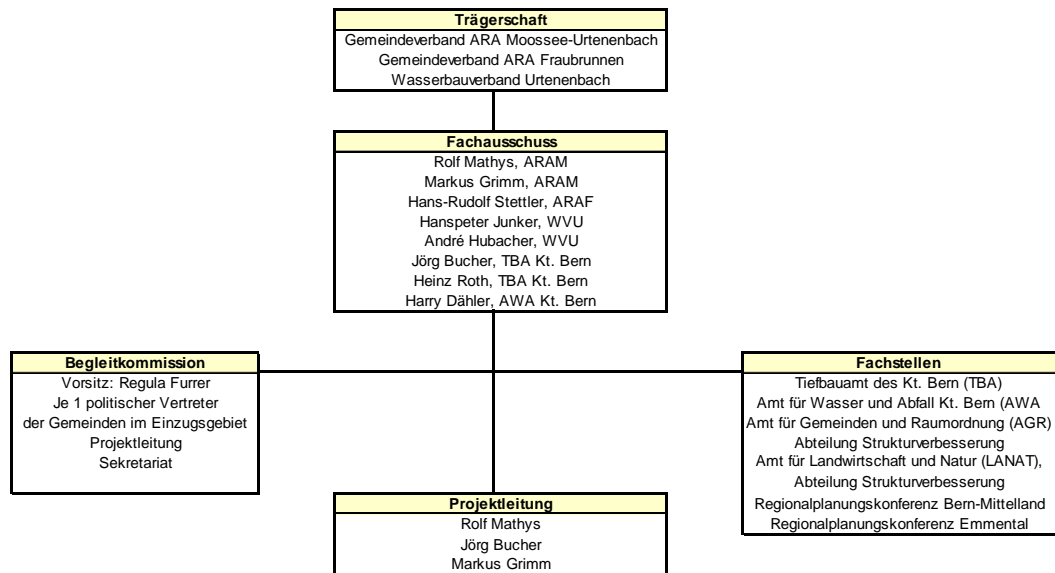 Trägerschaft
Gemeindeverband ARA Moossee-Urtenenbach
Gemeindeverband ARA Fraubrunnen
Wasserbauverband Urtenenbach
Fachausschuss
Rolf Mathys, ARAM
Markus Grimm, ARAM
Hans-Rudolf Stettler, ARAF
Hanspeter Junker, WVU
André Hubacher, WVU
Jörg Bucher, TBA Kt. Bern
Heinz Roth, TBA Kt. Bern
Harry Dähler, AWA Kt. Bern
Begleitkommission
Vorsitz: Regula Furrer
Je 1 politischer Vertreter
der Gemeinden im Einzugsgebiet
Projektleitung
Sekretariat
Fachstellen
Tiefbauamt des Kt. Bern (TBA)
Amt für Wasser und Abfall Kt. Bern (AWA
Amt für Gemeinden und Raumordnung (AGR)
Abteilung Strukturverbesserung
Amt für Landwirtschaft und Natur (LANAT),
Abteilung Strukturverbesserung
Regionalplanungskonferenz Bern-Mittelland
Regionalplanungskonferenz Emmental
Projektleitung
Rolf Mathys
Jörg Bucher
Markus Grimm